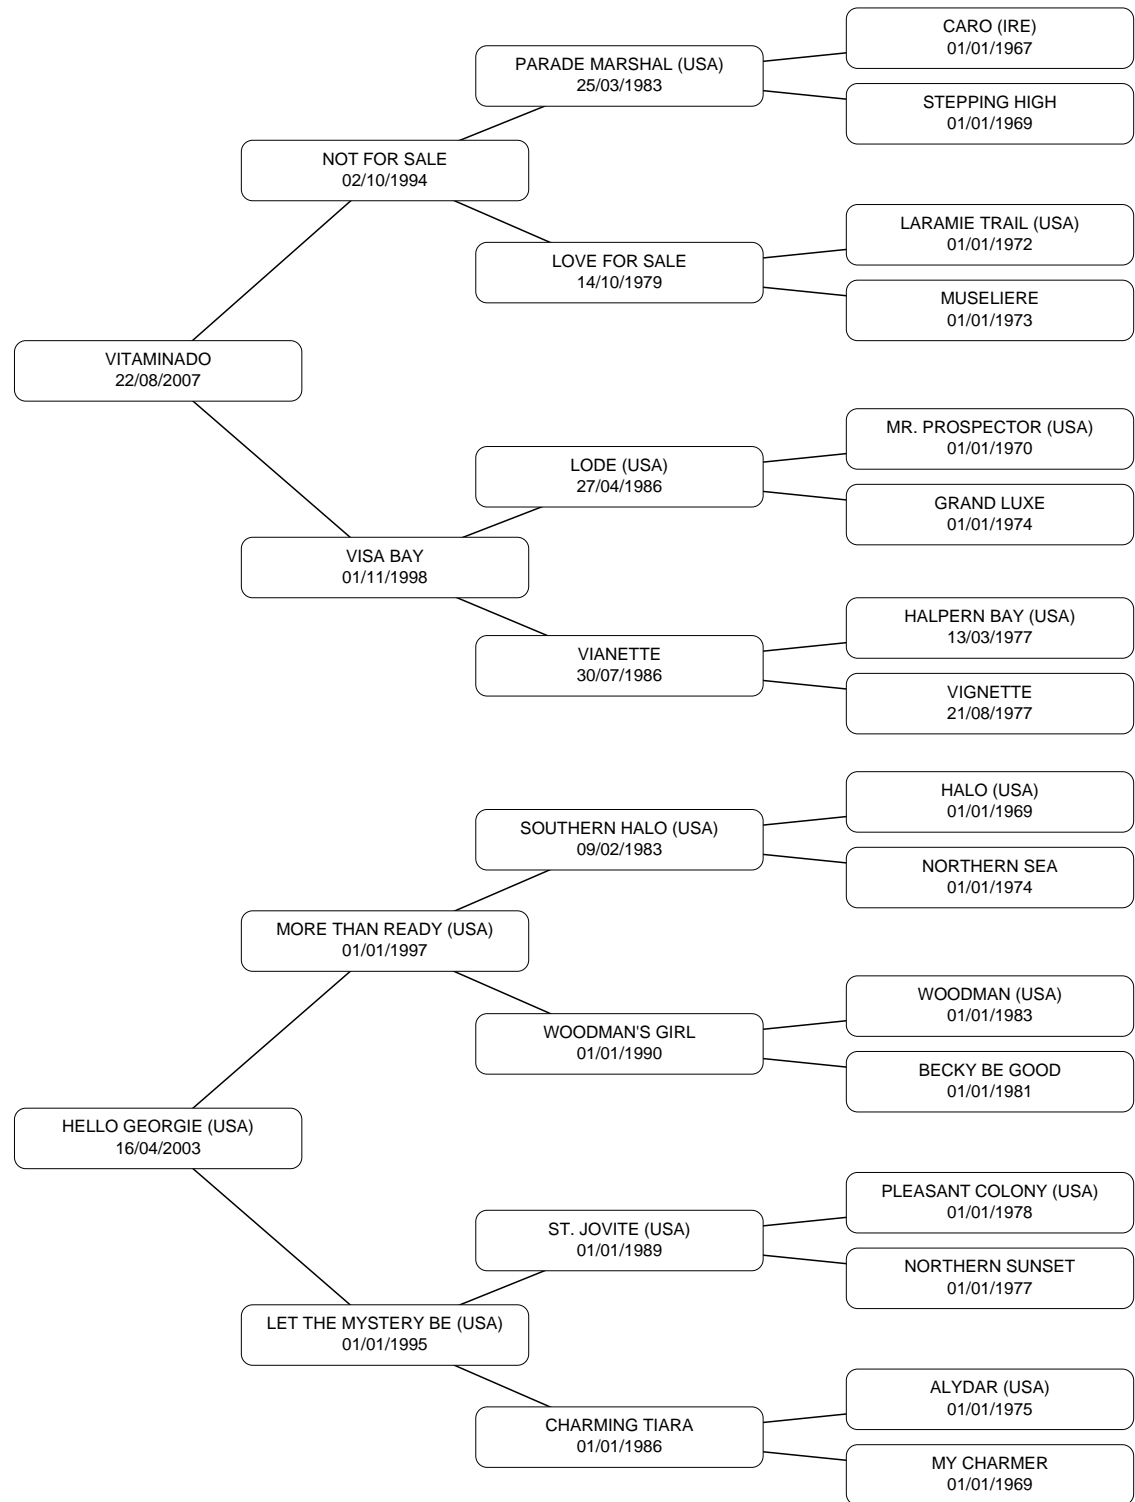 CARO (IRE)
01/01/1967
PARADE MARSHAL (USA)
25/03/1983
STEPPING HIGH
01/01/1969
NOT FOR SALE
02/10/1994
LARAMIE TRAIL (USA)
01/01/1972
LOVE FOR SALE
14/10/1979
MUSELIERE
01/01/1973
VITAMINADO
22/08/2007
MR. PROSPECTOR (USA)
01/01/1970
LODE (USA)
27/04/1986
GRAND LUXE
01/01/1974
VISA BAY
01/11/1998
HALPERN BAY (USA)
13/03/1977
VIANETTE
30/07/1986
VIGNETTE
21/08/1977
HALO (USA)
01/01/1969
SOUTHERN HALO (USA)
09/02/1983
NORTHERN SEA
01/01/1974
MORE THAN READY (USA)
01/01/1997
WOODMAN (USA)
01/01/1983
WOODMAN'S GIRL
01/01/1990
BECKY BE GOOD
01/01/1981
HELLO GEORGIE (USA)
16/04/2003
PLEASANT COLONY (USA)
01/01/1978
ST. JOVITE (USA)
01/01/1989
NORTHERN SUNSET
01/01/1977
LET THE MYSTERY BE (USA)
01/01/1995
ALYDAR (USA)
01/01/1975
CHARMING TIARA
01/01/1986
MY CHARMER
01/01/1969